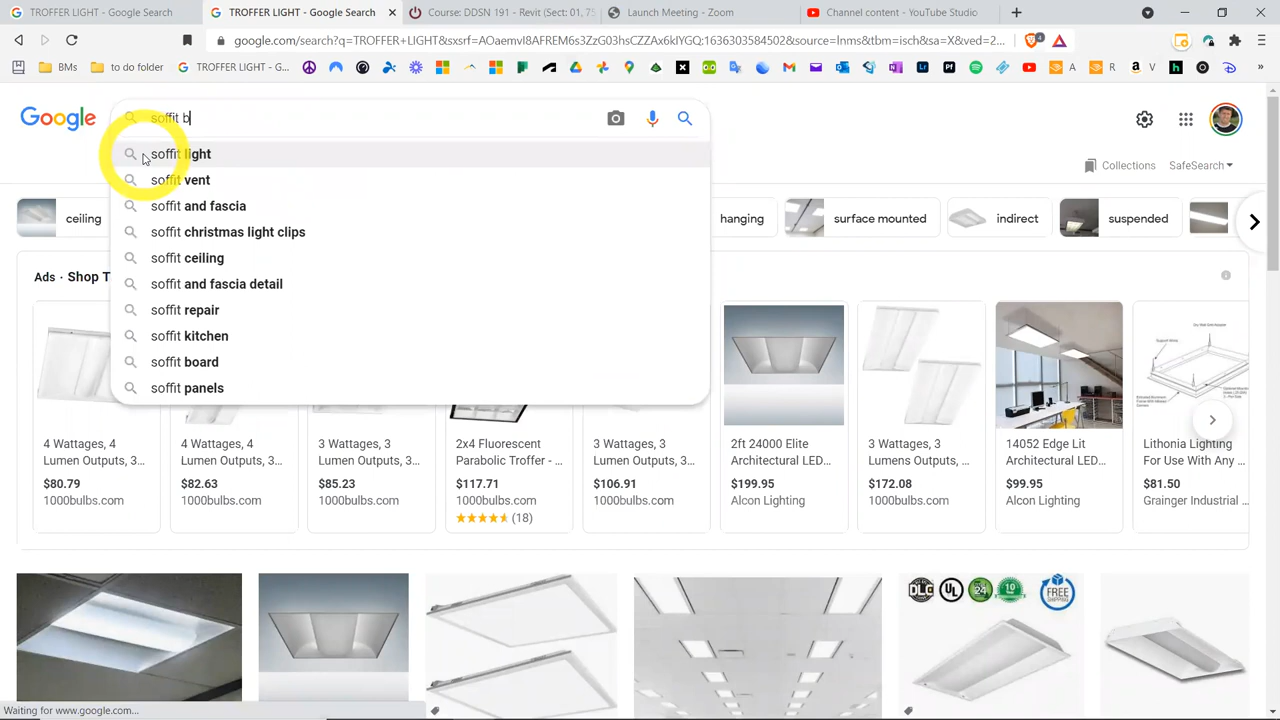 TROFFER LIGHT - Google Search
TROFFER LIGHT - Google Search
Course: DDSN 191 - Revit (Sect: 01, 75
Launch Meeting - Zoom
Channel content - YouTube Studio
google.com/search?q=TROFFER+LIGHT&sxsrf=AOaemvI8AFREM6s3ZzG03hsCZZAx6kIYGQ:1636303584502&source=lnms&tbm=isch&sa=X&ved=2...
4
BMs
to do folder
TROFFER LIGHT - G...
A
R
V
Google
soffit b
soffit light
soffit vent
soffit and fascia
soffit christmas light clips
soffit ceiling
soffit and fascia detail
soffit repair
soffit kitchen
soffit board
soffit panels
Collections
SafeSearch
ceiling
hanging
surface mounted
indirect
suspended
Ads · Shop T
4 Wattages, 4
Lumen Outputs, 3...
$80.79
1000bulbs.com
4 Wattages, 4
Lumen Outputs, 3...
$82.63
1000bulbs.com
3 Wattages, 3
Lumen Outputs, 3...
$85.23
1000bulbs.com
2x4 Fluorescent
Parabolic Troffer - ...
$117.71
1000bulbs.com
(18)
3 Wattages, 3
Lumen Outputs, 3...
$106.91
1000bulbs.com
2ft 24000 Elite
Architectural LED...
$199.95
Alcon Lighting
3 Wattages, 3
Lumens Outputs, ...
$172.08
1000bulbs.com
14052 Edge Lit
Architectural LED...
$99.95
Alcon Lighting
Lithonia Lighting
For Use With Any ...
$81.50
Grainger Industrial ...
DLC
UL
24
10
FREE
SHIPPING
Waiting for www.google.com...